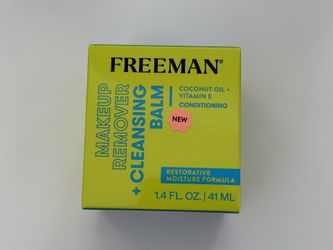 FREEMAN®
MAKEUP
REMOVER
+ CLEANSING
BALM
COCONUT OIL +
VITAMIN E
CONDITIONING
NEW
RESTORATIVE
MOISTURE FORMULA
1.4 FL. OZ. | 41 ML